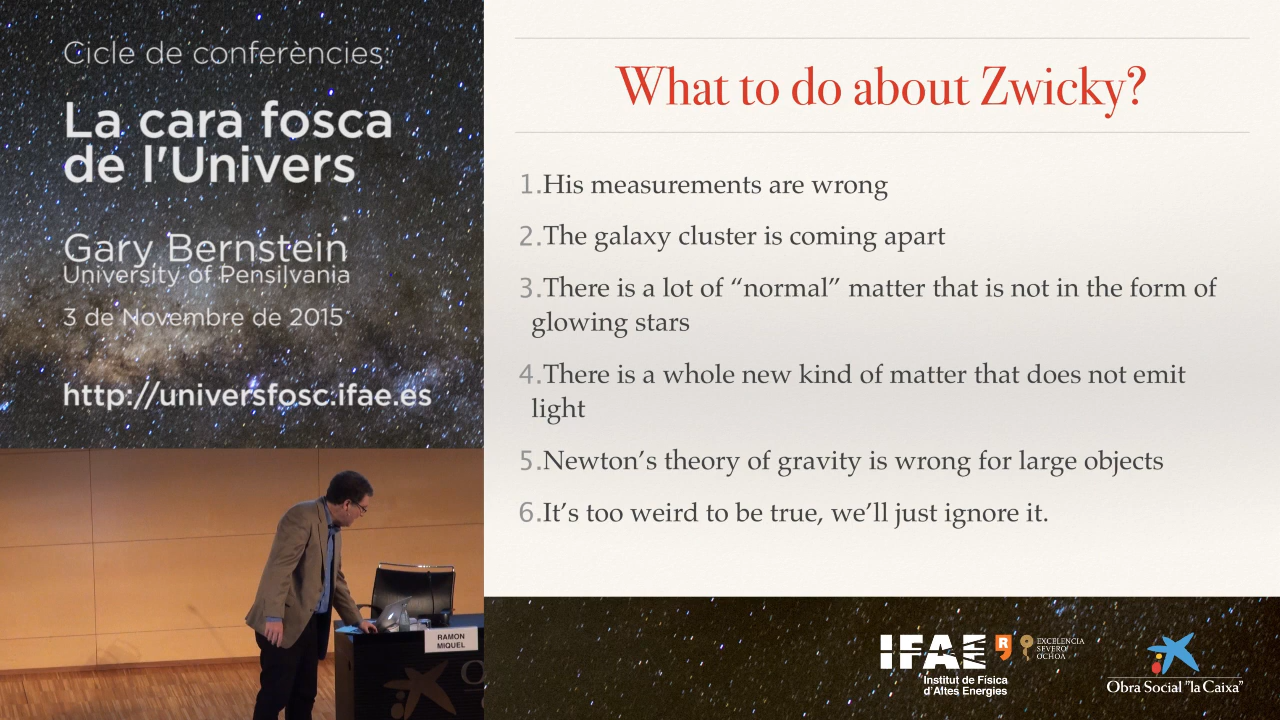 Cicle de conferències:
La cara fosca
de l'Univers
Gary Bernstein
University of Pensilvania
3 de Novembre de 2015
http://universfosc.ifae.es
What to do about Zwicky?
1.His measurements are wrong
2.The galaxy cluster is coming apart
3.There is a lot of “normal” matter that is not in the form of
glowing stars
4.There is a whole new kind of matter that does not emit
light
5.Newton’s theory of gravity is wrong for large objects
6.It’s too weird to be true, we’ll just ignore it.
RAMON
MIQUEL
IFAE
Institut de Física
d'Altes Energies
EXCELENCIA
SEVERO
OCHOA
Obra Social "la Caixa"